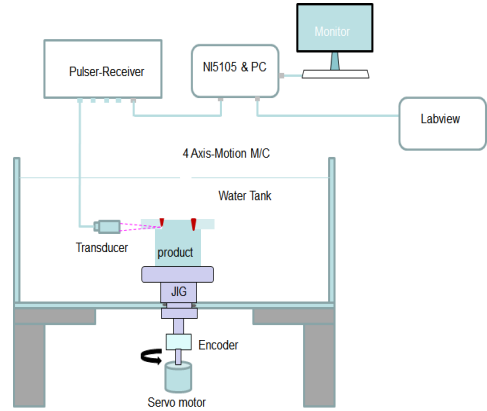 Monitor
Pulser-Receiver
NI5105 & PC
Labview
4 Axis-Motion M/C
Water Tank
Transducer
product
JIG
Encoder
Servo motor